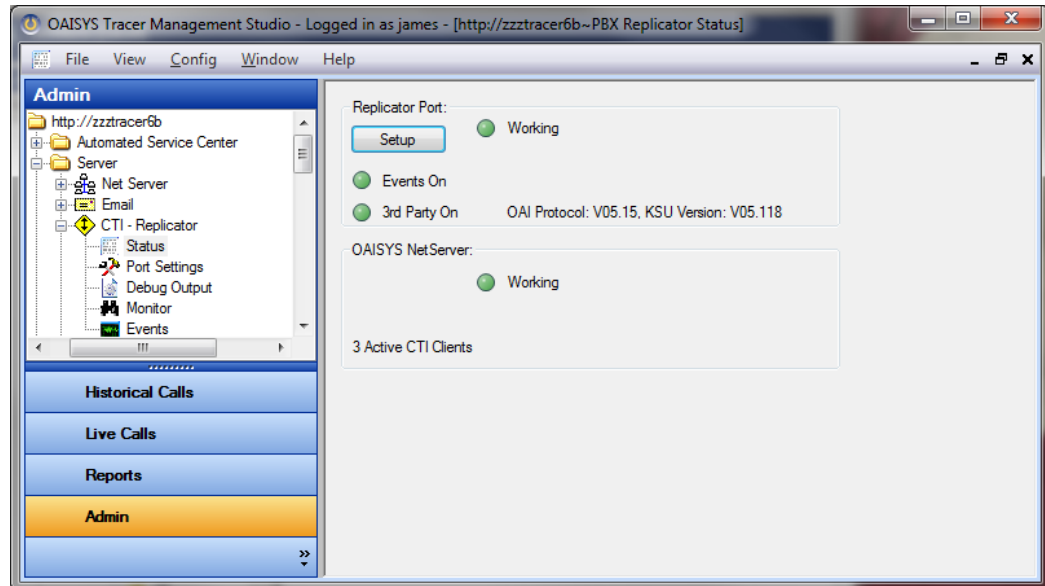 OAISYS Tracer Management Studio - Logged in as james - [http://zzztracer6b~PBX Replicator Status]
File View Config Window Help
Admin
http://zzztracer6b
Automated Service Center
Server
Net Server
Email
CTI - Replicator
Status
Port Settings
Debug Output
Monitor
Events
Historical Calls
Live Calls
Reports
Admin
Replicator Port:
Setup
Working
Events On
3rd Party On OAI Protocol: V05.15, KSU Version: V05.118
OAISYS NetServer:
Working
3 Active CTI Clients